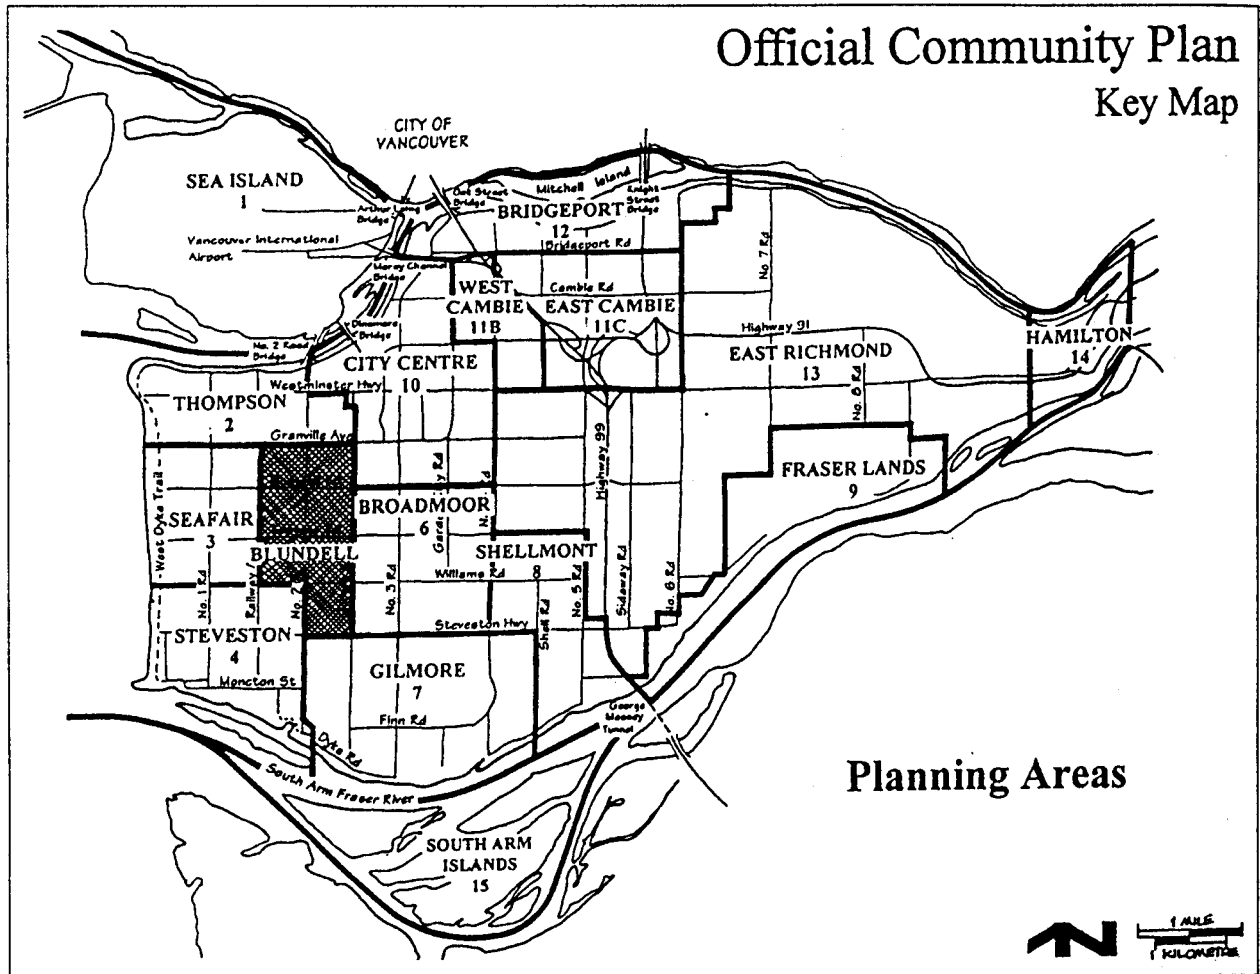 Official Community Plan
Key Map
CITY OF
VANCOUVER
SEA ISLAND
1
Arthur Laing
Bridge
Oak Street
Bridge
Mitchell Island
Knight
Street
Bridge
BRIDGEPORT
12
Bridgeport Rd
Vancouver International
Airport
Moray Channel
Bridge
No. 7 Rd
WEST
CAMBIE
11B
Cambie Rd
EAST CAMBIE
11C
Dinsmore
Bridge
No. 2 Road
Bridge
Highway 91
HAMILTON
14
EAST RICHMOND
13
CITY CENTRE
10
Westminster Hwy
No. 8 Rd
THOMPSON
2
Granville Ave
Highway 99
FRASER LANDS
9
West Dyke Trail
SEAFAIR
3
BROADMOOR
6
BLUNDELL
SHELLMONT
8
Williams Rd
No. 1 Rd
Railway
No. 2
No. 3 Rd
No. 5 Rd
Sidaway Rd
No. 6 Rd
Shell Rd
Steveston Hwy
STEVESTON
4
Moncton St
GILMORE
7
Finn Rd
Dyke Rd
George
Massey
Tunnel
South Arm Fraser River
Planning Areas
SOUTH ARM
ISLANDS
15
N
1 MILE
1 KILOMETRE